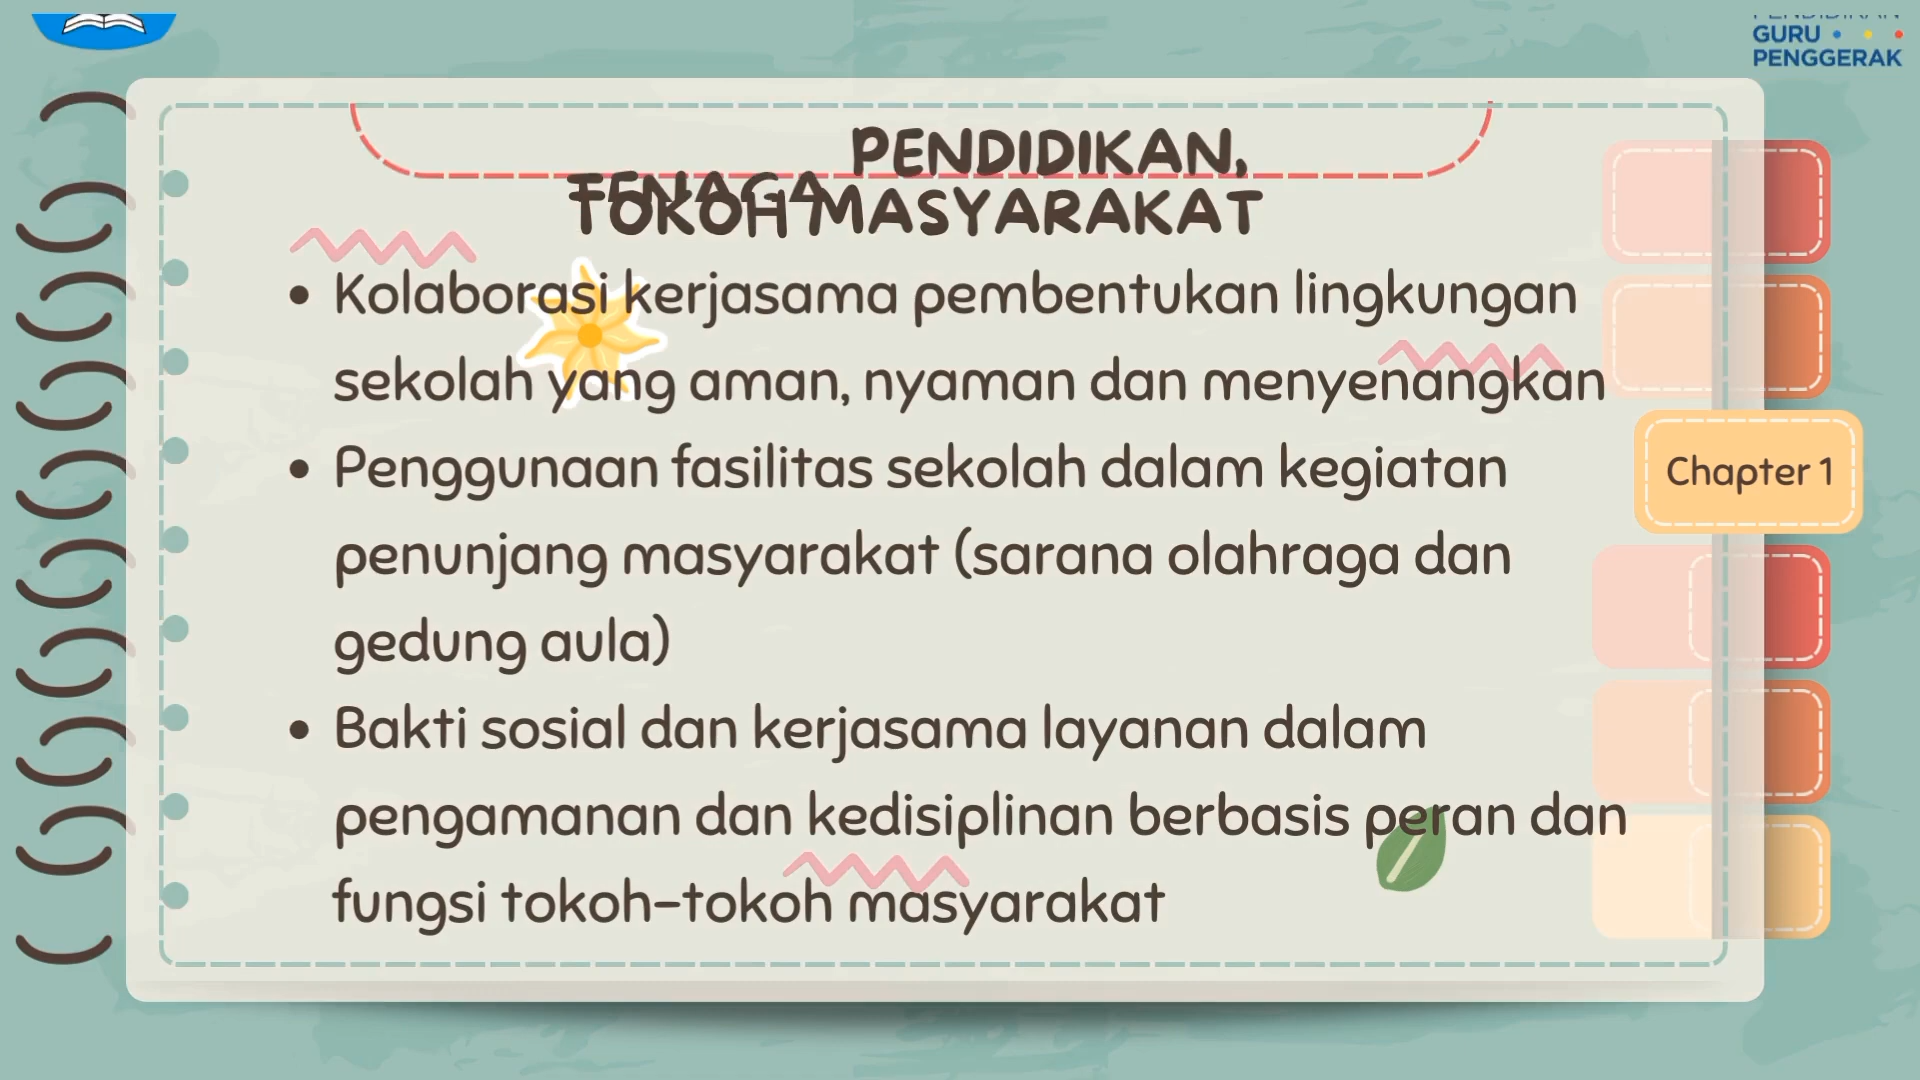 PENDIDIKAN
GURU
PENGGERAK
TENAGA PENDIDIKAN,
TOKOH MASYARAKAT
• Kolaborasi kerjasama pembentukan lingkungan
sekolah yang aman, nyaman dan menyenangkan
• Penggunaan fasilitas sekolah dalam kegiatan
penunjang masyarakat (sarana olahraga dan
gedung aula)
• Bakti sosial dan kerjasama layanan dalam
pengamanan dan kedisiplinan berbasis peran dan
fungsi tokoh-tokoh masyarakat
Chapter 1